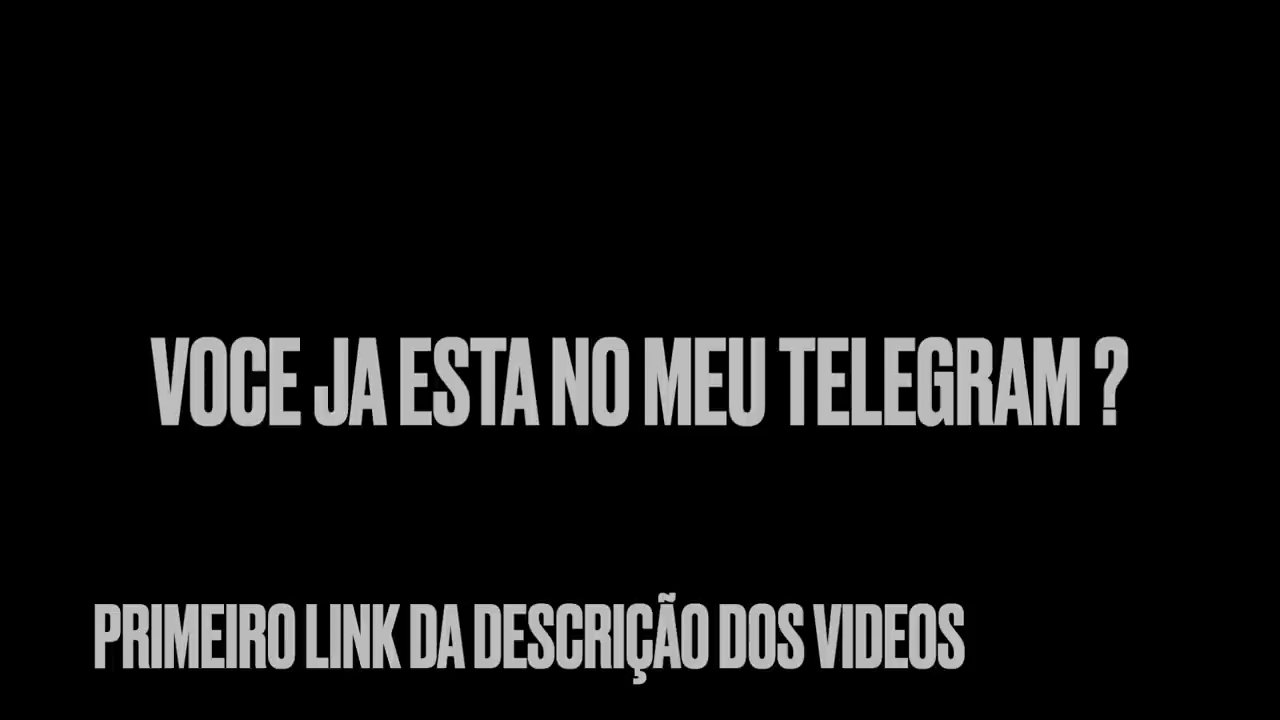 VOCE JA ESTA NO MEU TELEGRAM ?
PRIMEIRO LINK DA DESCRIÇÃO DOS VIDEOS